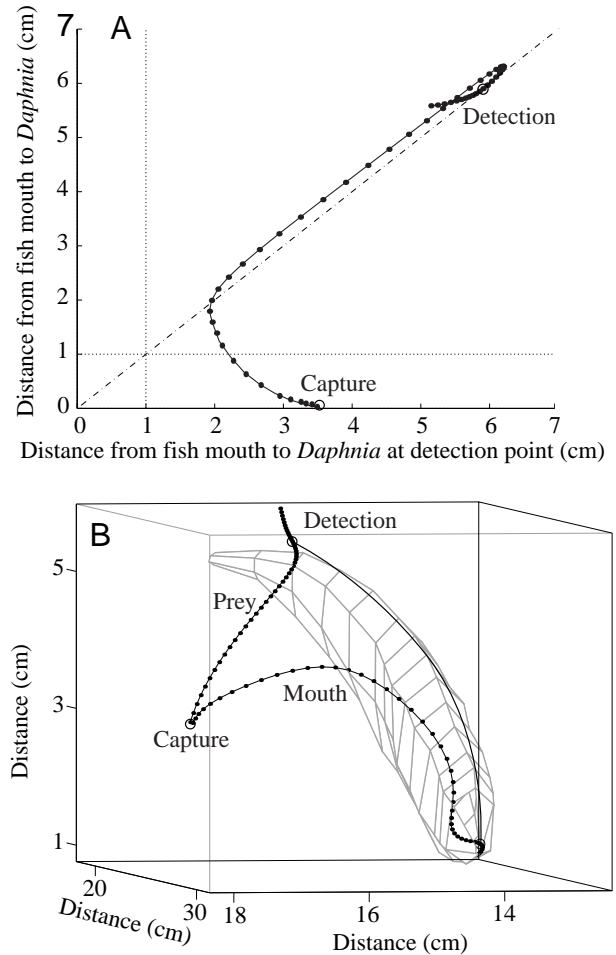 A
Distance from fish mouth to Daphnia (cm)
7
6
5
4
3
2
1
0
Detection
Capture
0 1 2 3 4 5 6 7
Distance from fish mouth to Daphnia at detection point (cm)
B
Detection
Prey
Mouth
Capture
Distance (cm)
5
3
1
20
30
Distance (cm)
18 16 14
Distance (cm)